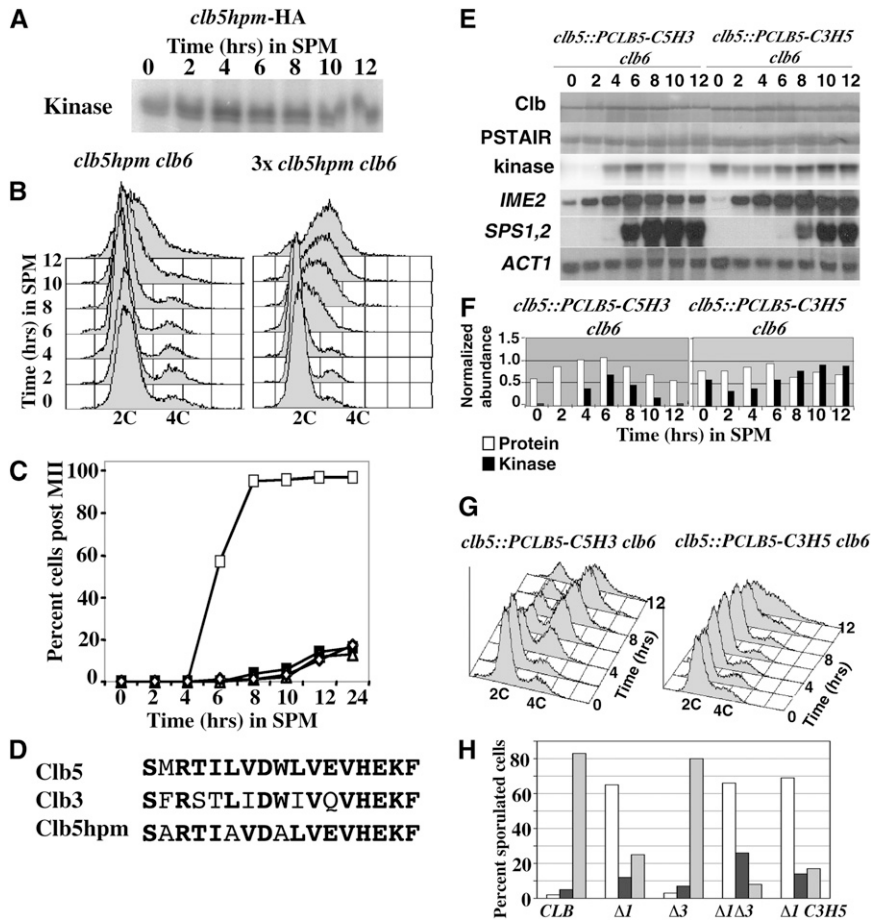 A
clb5hpm-HA
Time (hrs) in SPM
0 2 4 6 8 10 12
Kinase
B
clb5hpm clb6
3x clb5hpm clb6
Time (hrs) in SPM
12
10
8
6
4
2
0
2C 4C
2C 4C
C
Percent cells post MII
100
80
60
40
20
0
0 2 4 6 8 10 12 24
Time (hrs) in SPM
D
Clb5 SMRTILVDWLVEVHEKF
Clb3 SFRSTLIDWIVQVHEKF
Clb5hpm SARTIAVDALVEVHEKF
E
clb5::PCLB5-C5H3 clb5::PCLB5-C3H5
clb6 clb6
0 2 4 6 8 10 12 0 2 4 6 8 10 12
Clb
PSTAIR
kinase
IME2
SPS1,2
ACT1
F
clb5::PCLB5-C5H3 clb5::PCLB5-C3H5
clb6 clb6
Normalized
abundance
1.5
1.0
0.5
0
0 2 4 6 8 10 12 0 2 4 6 8 10 12
Time (hrs) in SPM
Protein
Kinase
G
clb5::PCLB5-C5H3 clb6 clb5::PCLB5-C3H5 clb6
12
8
4
0
Time (hrs)
2C 4C
12
8
4
0
Time (hrs)
2C 4C
H
Percent sporulated cells
80
60
40
20
0
CLB Δ1 Δ3 Δ1Δ3 Δ1 C3H5